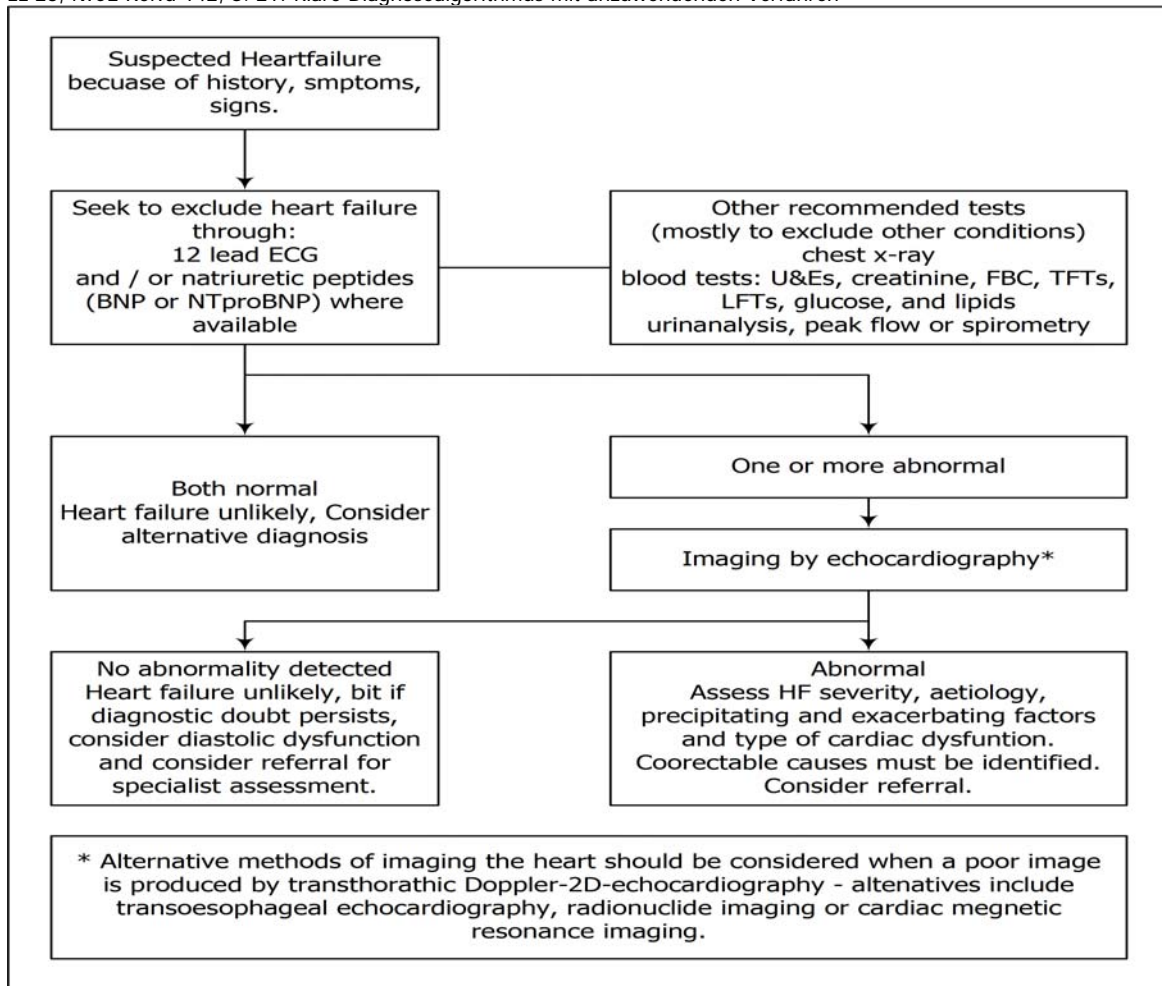 Diagnosealgorithmus mit anzuwendenden Verfahren
Suspected Heartfailure
becuase of history, smptoms,
signs.
Seek to exclude heart failure
through:
12 lead ECG
and / or natriuretic peptides
(BNP or NTproBNP) where
available
Other recommended tests
(mostly to exclude other conditions)
chest x-ray
blood tests: U&Es, creatinine, FBC, TFTs,
LFTs, glucose, and lipids
urinanalysis, peak flow or spirometry
Both normal
Heart failure unlikely, Consider
alternative diagnosis
One or more abnormal
Imaging by echocardiography*
No abnormality detected
Heart failure unlikely, bit if
diagnostic doubt persists,
consider diastolic dysfunction
and consider referral for
specialist assessment.
Abnormal
Assess HF severity, aetiology,
precipitating and exacerbating factors
and type of cardiac dysfuntion.
Coorectable causes must be identified.
Consider referral.
* Alternative methods of imaging the heart should be considered when a poor image
is produced by transthorathic Doppler-2D-echocardiography - altenatives include
transoesophageal echocardiography, radionuclide imaging or cardiac megnetic
resonance imaging.